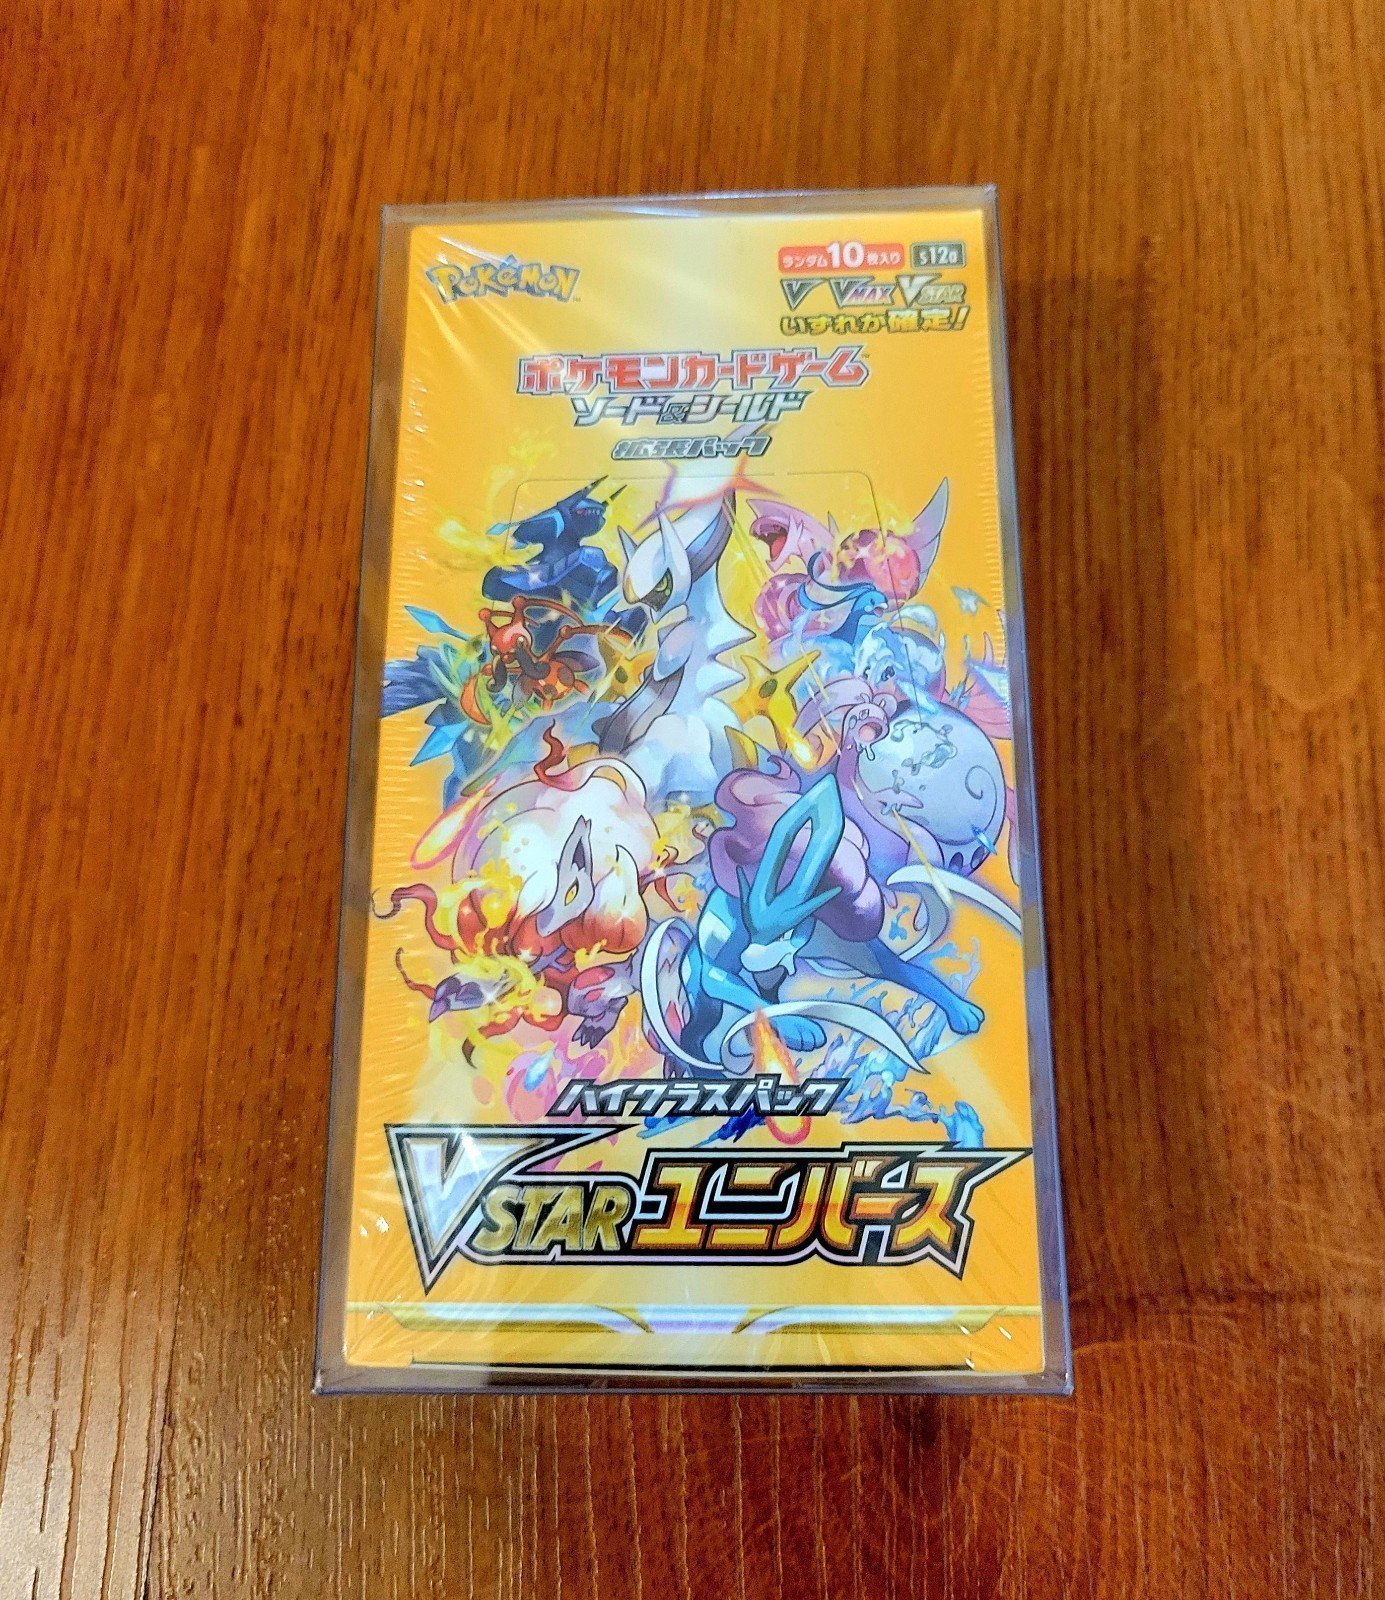 POKéMON
ランダム10枚入り s12a
V VMAX VSTAR
いずれか確定!
ポケモンカードゲーム
ソード&シールド
拡張パック
ハイクラスパック
VSTARユニバース